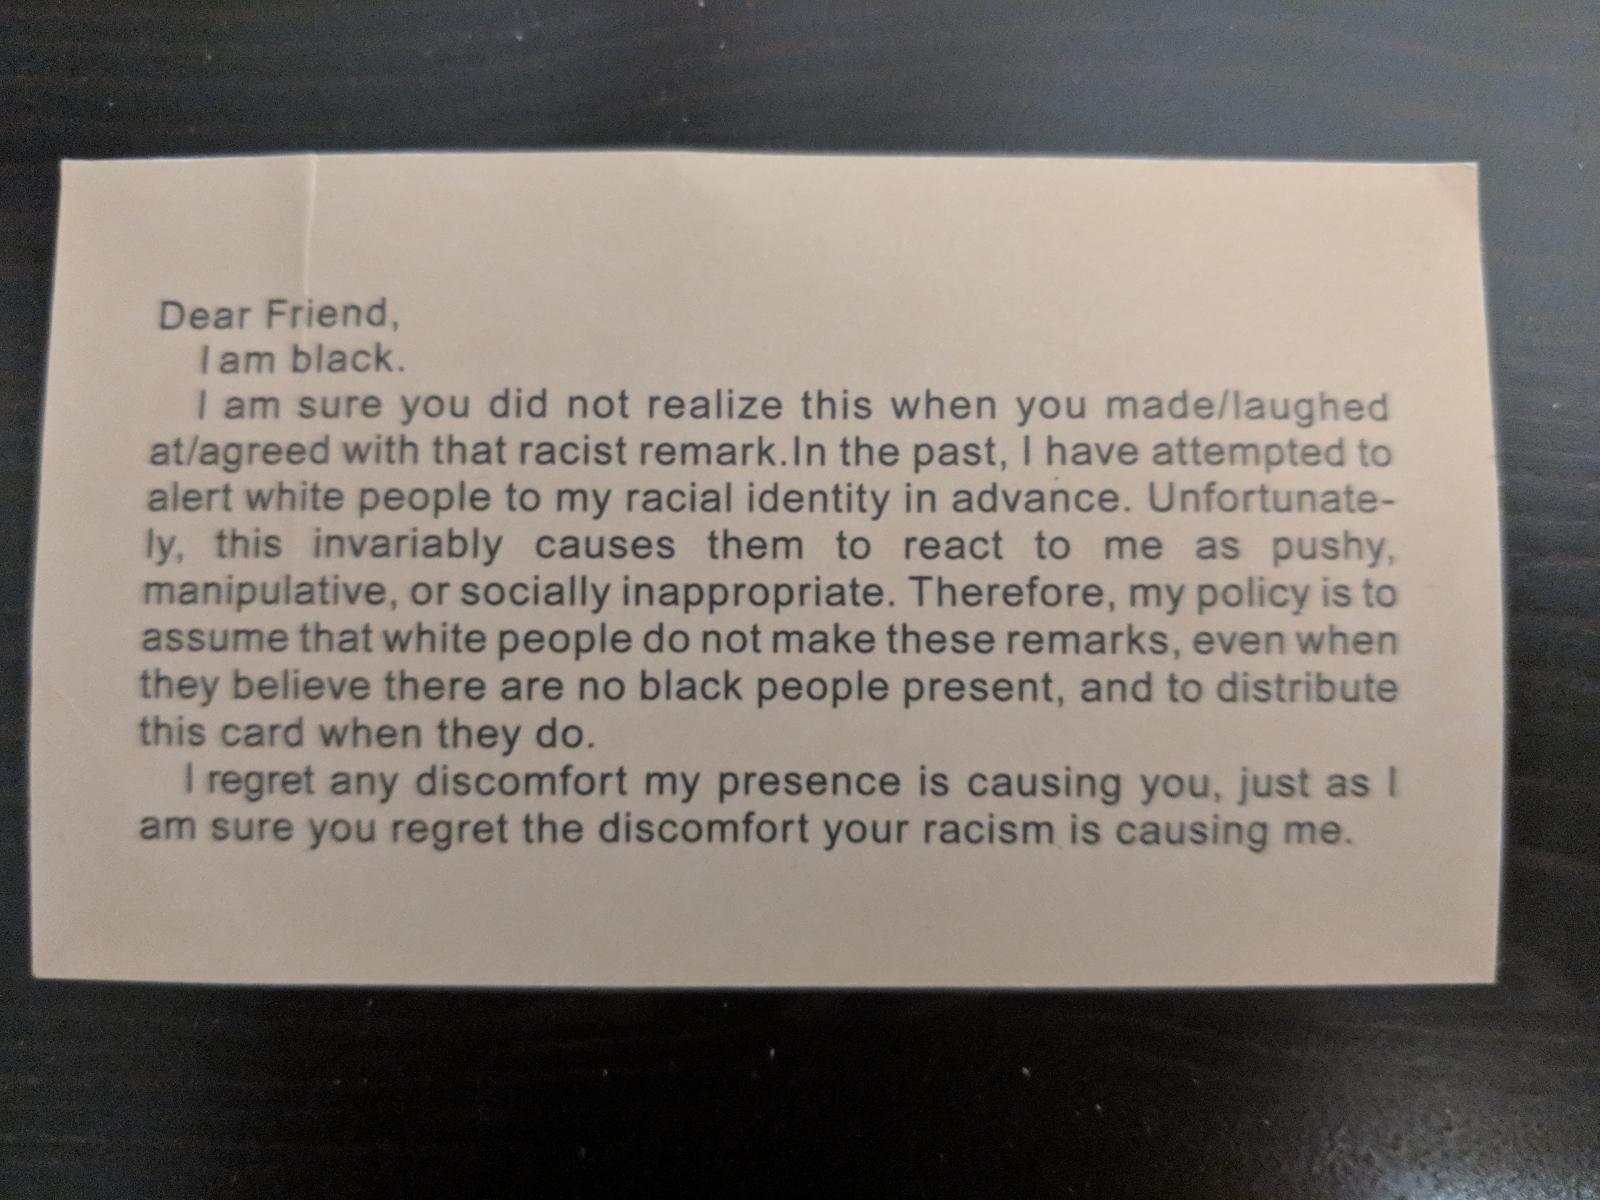 Dear Friend,
I am black.
I am sure you did not realize this when you made/laughed
at/agreed with that racist remark.In the past, I have attempted to
alert white people to my racial identity in advance. Unfortunate-
ly, this invariably causes them to react to me as pushy,
manipulative, or socially inappropriate. Therefore, my policy is to
assume that white people do not make these remarks, even when
they believe there are no black people present, and to distribute
this card when they do.
I regret any discomfort my presence is causing you, just as I
am sure you regret the discomfort your racism is causing me.